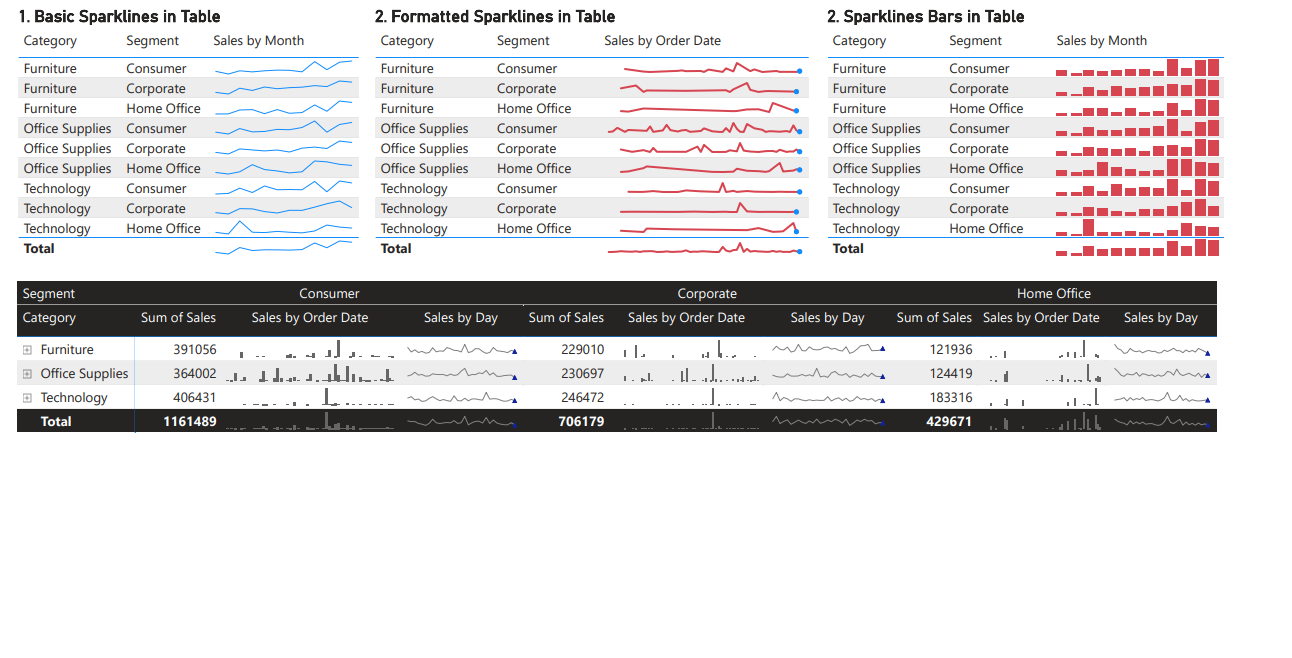 1. Basic Sparklines in Table
Category Segment Sales by Month
Furniture Consumer
Furniture Corporate
Furniture Home Office
Office Supplies Consumer
Office Supplies Corporate
Office Supplies Home Office
Technology Consumer
Technology Corporate
Technology Home Office
Total
2. Formatted Sparklines in Table
Category Segment Sales by Order Date
Furniture Consumer
Furniture Corporate
Furniture Home Office
Office Supplies Consumer
Office Supplies Corporate
Office Supplies Home Office
Technology Consumer
Technology Corporate
Technology Home Office
Total
2. Sparklines Bars in Table
Category Segment Sales by Month
Furniture Consumer
Furniture Corporate
Furniture Home Office
Office Supplies Consumer
Office Supplies Corporate
Office Supplies Home Office
Technology Consumer
Technology Corporate
Technology Home Office
Total
Segment Consumer Corporate Home Office
Category Sum of Sales Sales by Order Date Sales by Day Sum of Sales Sales by Order Date Sales by Day Sum of Sales Sales by Order Date Sales by Day
Furniture 391056 229010 121936
Office Supplies 364002 230697 124419
Technology 406431 246472 183316
Total 1161489 706179 429671